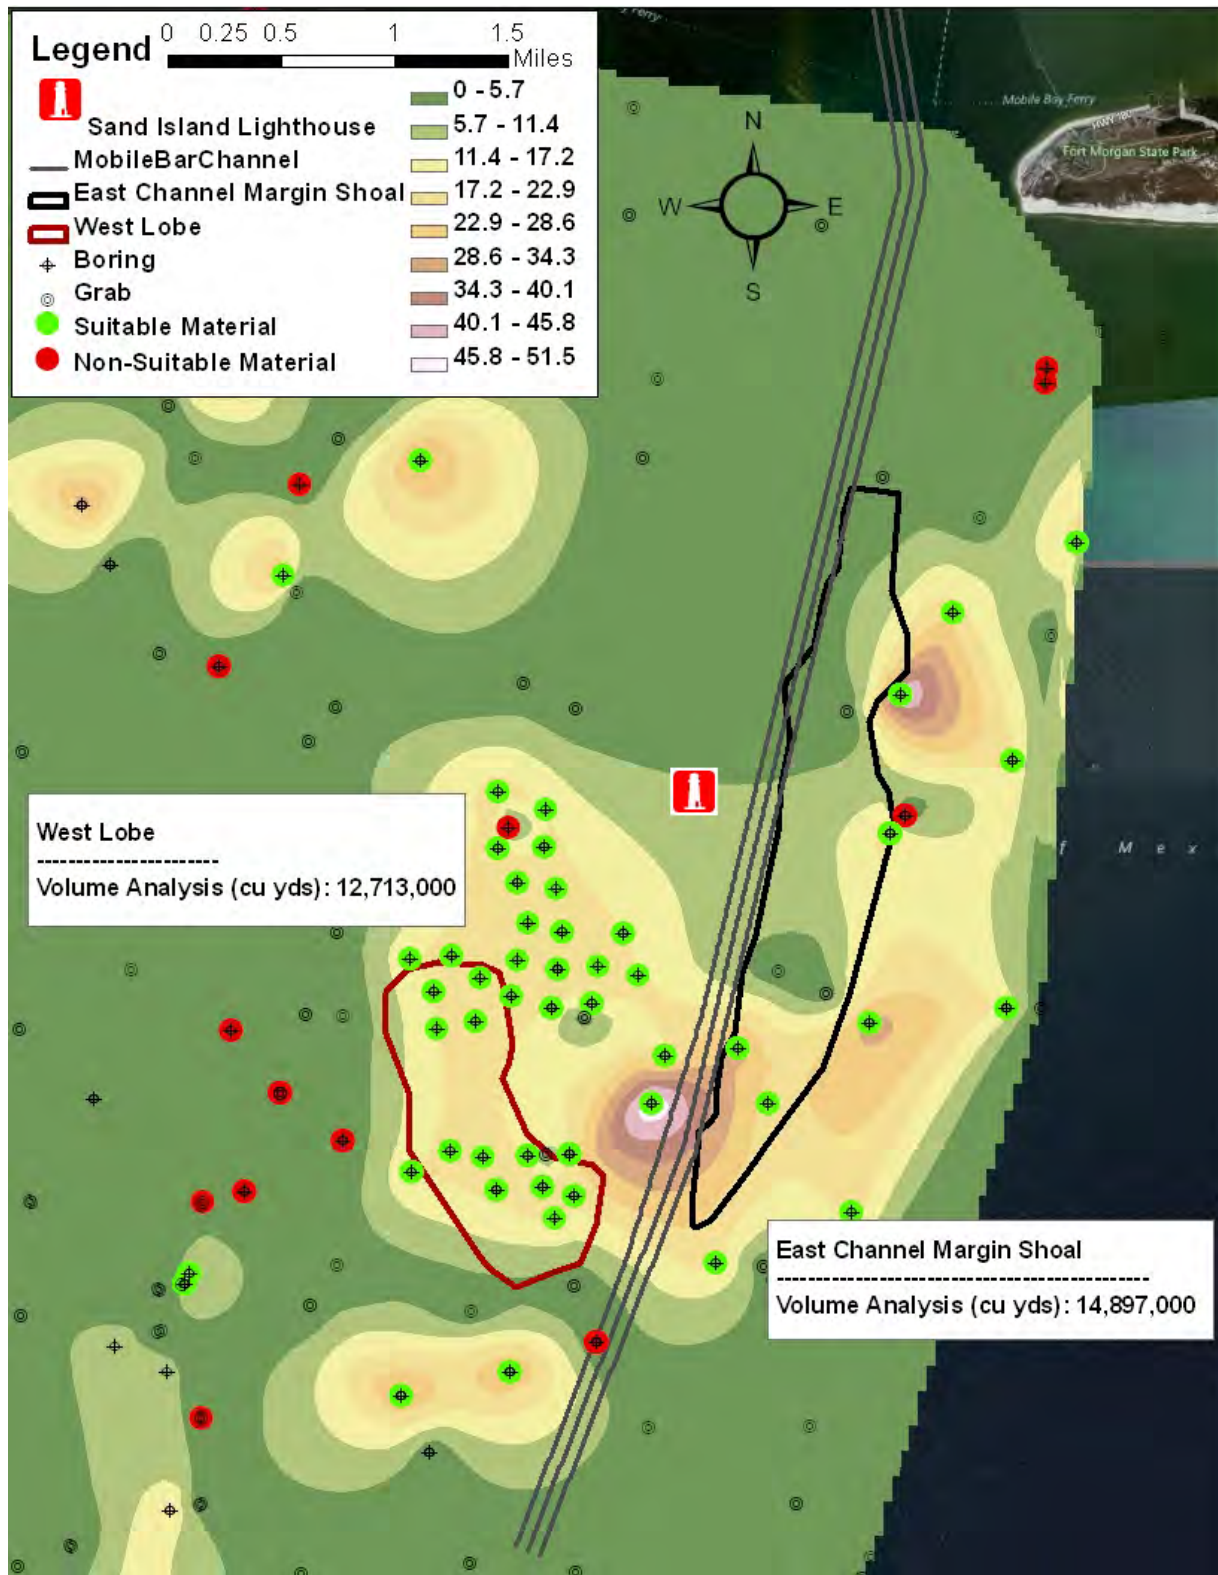 Legend
0 0.25 0.5 1 1.5
Miles
Sand Island Lighthouse
MobileBarChannel
East Channel Margin Shoal
West Lobe
Boring
Grab
Suitable Material
Non-Suitable Material
0 - 5.7
5.7 - 11.4
11.4 - 17.2
17.2 - 22.9
22.9 - 28.6
28.6 - 34.3
34.3 - 40.1
40.1 - 45.8
45.8 - 51.5
Ferry
N
W E
S
Mobile Bay Ferry
HWY 180
Fort Morgan State Park
West Lobe
-----------------------
Volume Analysis (cu yds): 12,713,000
f M e x
East Channel Margin Shoal
-----------------------------------------------
Volume Analysis (cu yds): 14,897,000